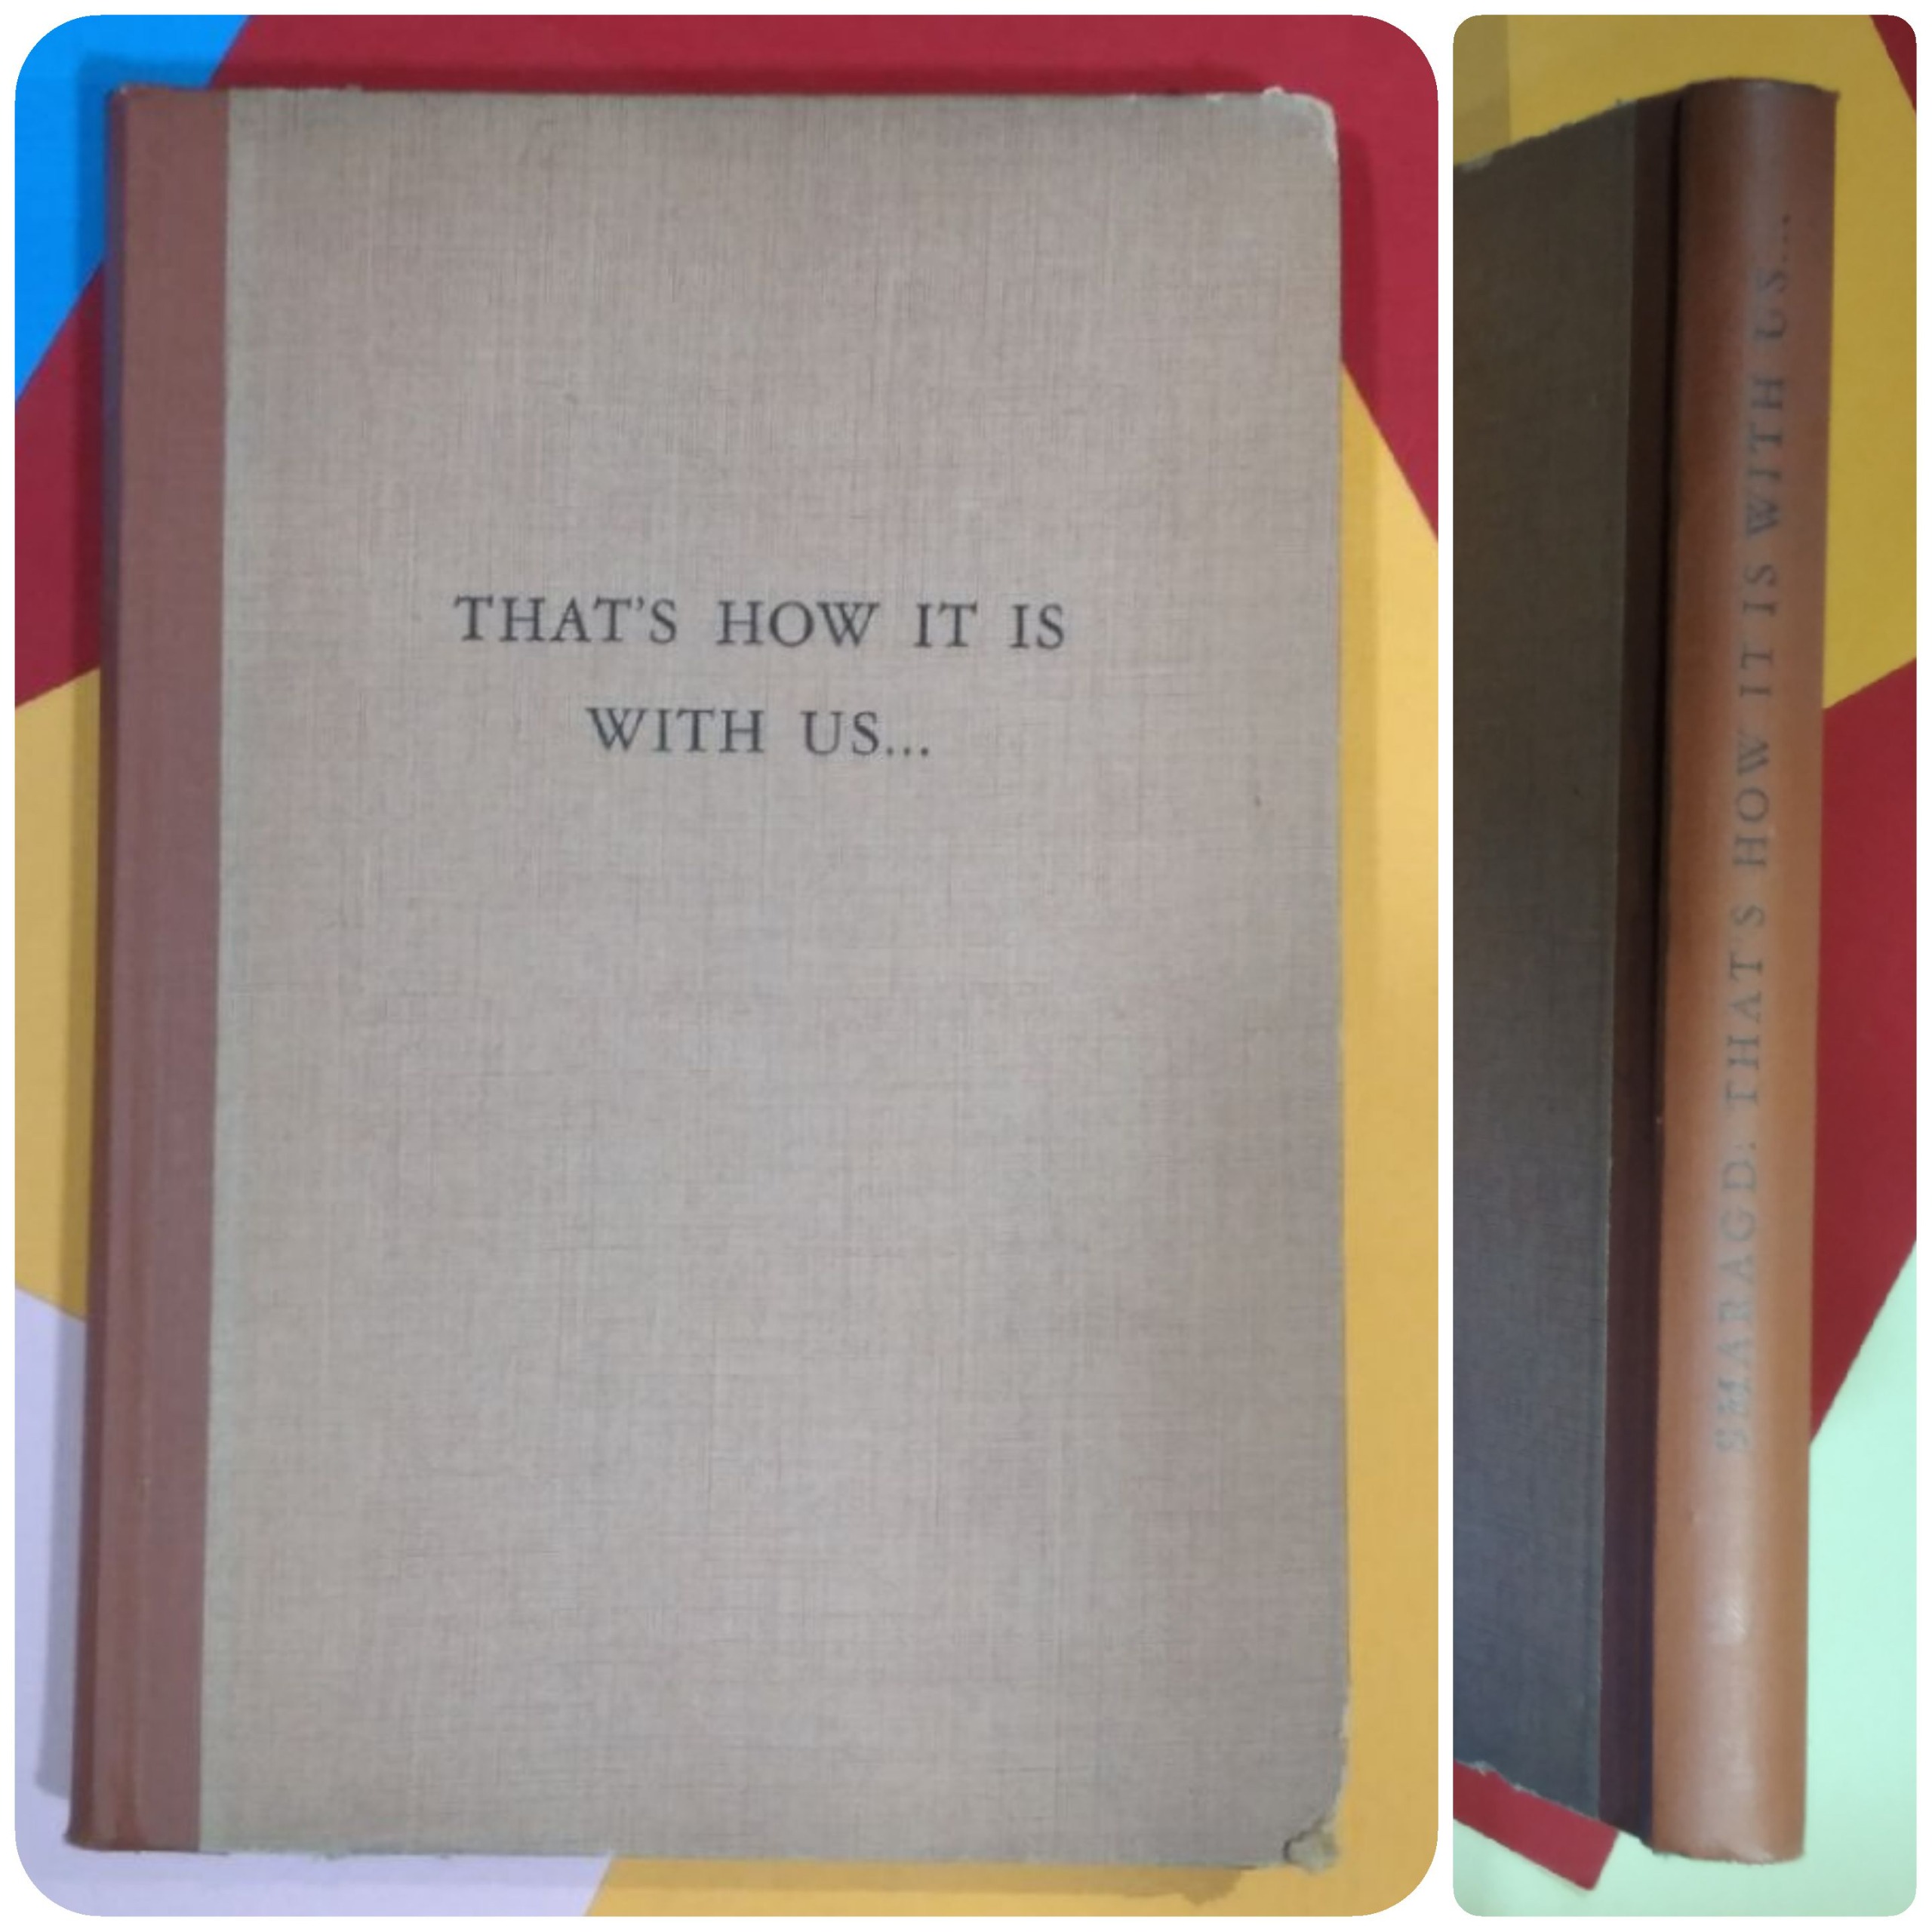 THAT'S HOW IT IS
WITH US...
SMARAGD. THAT'S HOW IT IS WITH US...